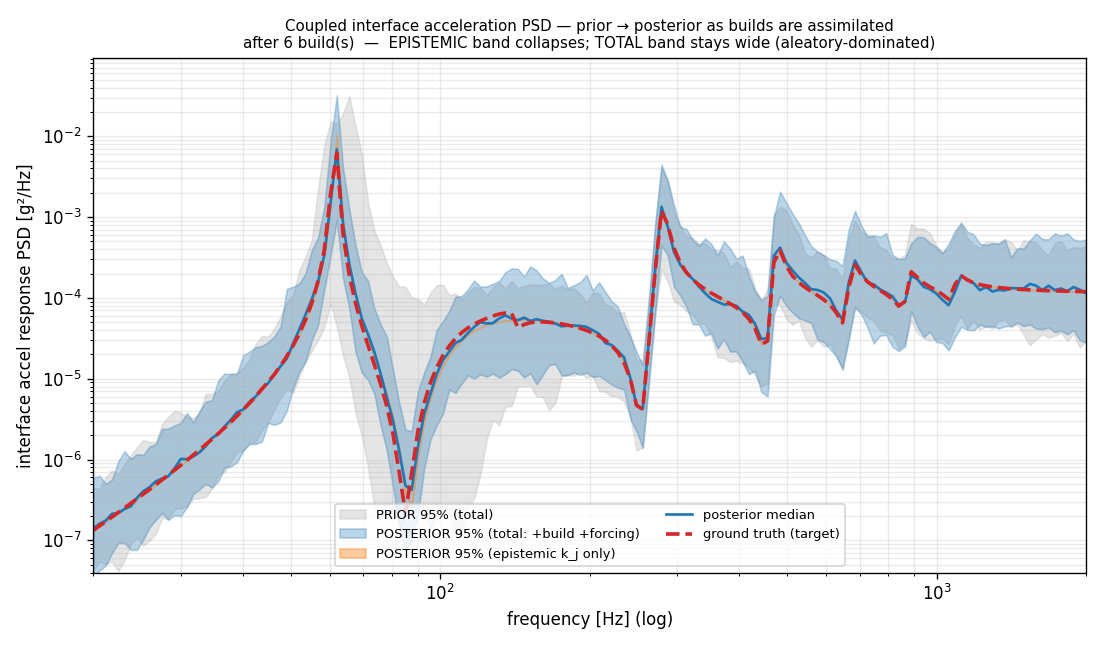 Coupled interface acceleration PSD — prior → posterior as builds are assimilated
after 6 build(s)  —  EPISTEMIC band collapses; TOTAL band stays wide (aleatory-dominated)
interface accel response PSD [g²/Hz]
10⁻²
10⁻³
10⁻⁴
10⁻⁵
10⁻⁶
10⁻⁷
PRIOR 95% (total)
POSTERIOR 95% (total: +build +forcing)
POSTERIOR 95% (epistemic k_j only)
posterior median
ground truth (target)
10²
10³
frequency [Hz] (log)